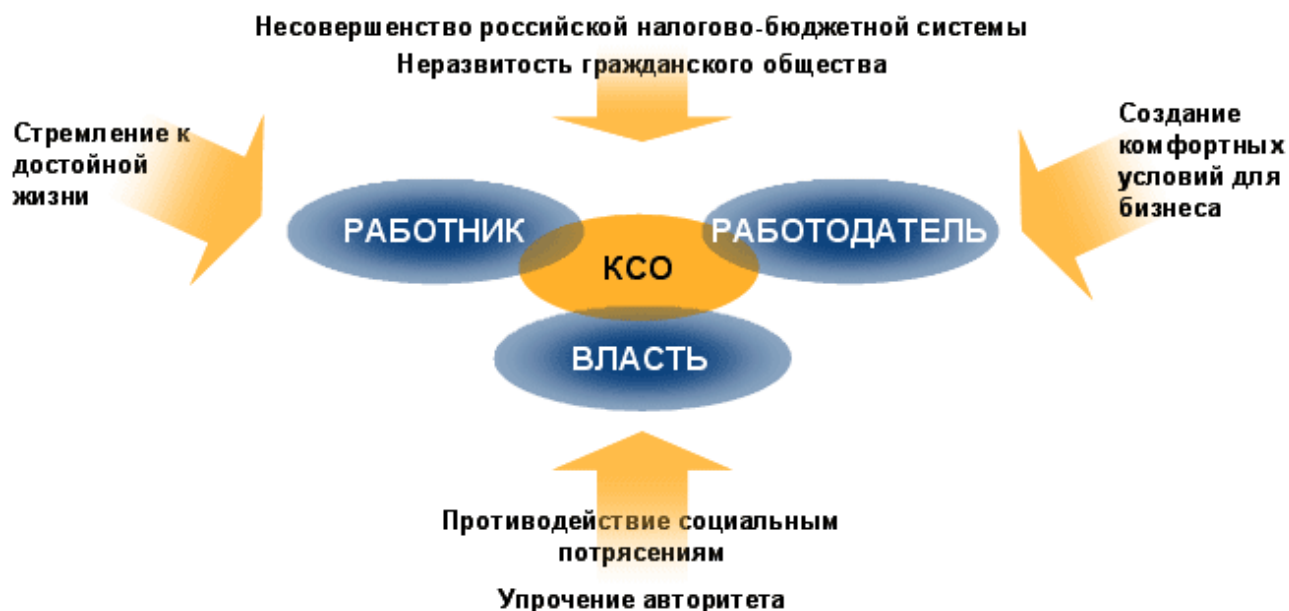 Несовершенство российской налогово-бюджетной системы
Неразвитость гражданского общества
Стремление к
достойной
жизни
Создание
комфортных
условий для
бизнеса
РАБОТНИК
РАБОТОДАТЕЛЬ
КСО
ВЛАСТЬ
Противодействие социальным
потрясениям
Упрочение авторитета